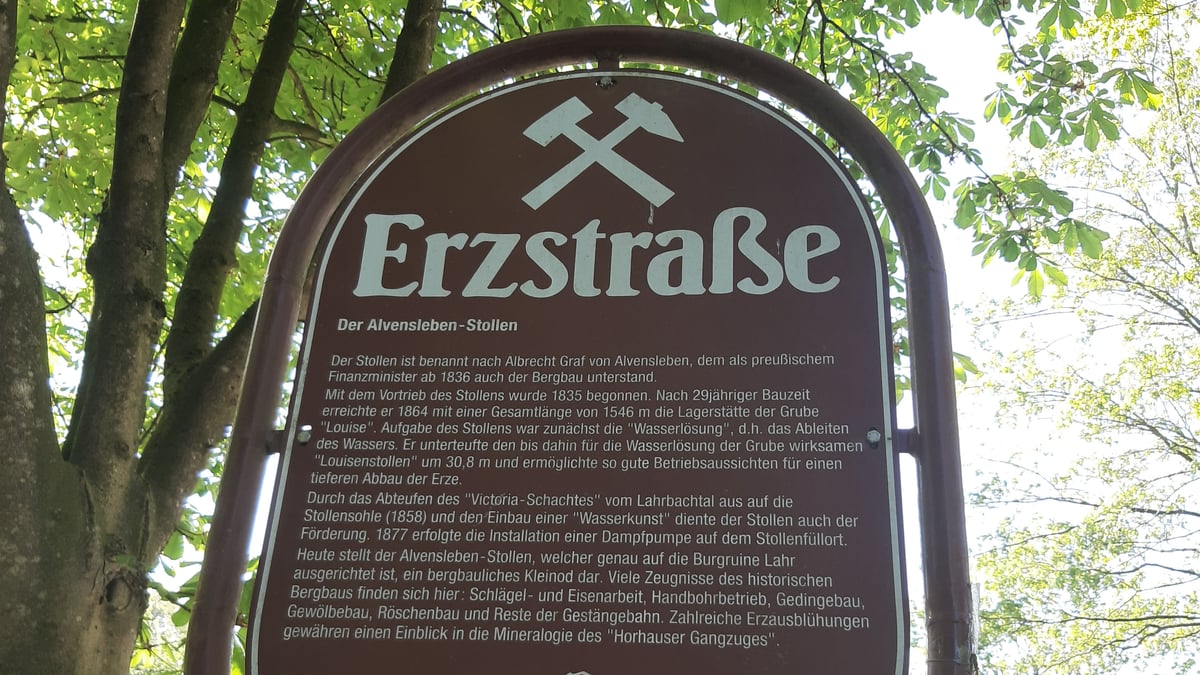 Erzstraße
Der Alvensleben-Stollen
Der Stollen ist benannt nach Albrecht Graf von Alvensleben, dem als preußischem
Finanzminister ab 1836 auch der Bergbau unterstand.
Mit dem Vortrieb des Stollens wurde 1835 begonnen. Nach 29jähriger Bauzeit
erreichte er 1864 mit einer Gesamtlänge von 1546 m die Lagerstätte der Grube
"Louise". Aufgabe des Stollens war zunächst die "Wasserlösung", d.h. das Ableiten
des Wassers. Er unterteufte den bis dahin für die Wasserlösung der Grube wirksamen
"Louisenstollen" um 30,8 m und ermöglichte so gute Betriebsaussichten für einen
tieferen Abbau der Erze.
Durch das Abteufen des "Victoria-Schachtes" vom Lahrbachtal aus auf die
Stollensohle (1858) und den Einbau einer "Wasserkunst" diente der Stollen auch der
Förderung. 1877 erfolgte die Installation einer Dampfpumpe auf dem Stollenfüllort.
Heute stellt der Alvensleben-Stollen, welcher genau auf die Burgruine Lahr
ausgerichtet ist, ein bergbauliches Kleinod dar. Viele Zeugnisse des historischen
Bergbaus finden sich hier: Schlägel- und Eisenarbeit, Handbohrbetrieb, Gedingebau,
Gewölbebau, Röschenbau und Reste der Gestängebahn. Zahlreiche Erzausblühungen
gewähren einen Einblick in die Mineralogie des "Horhauser Gangzuges".